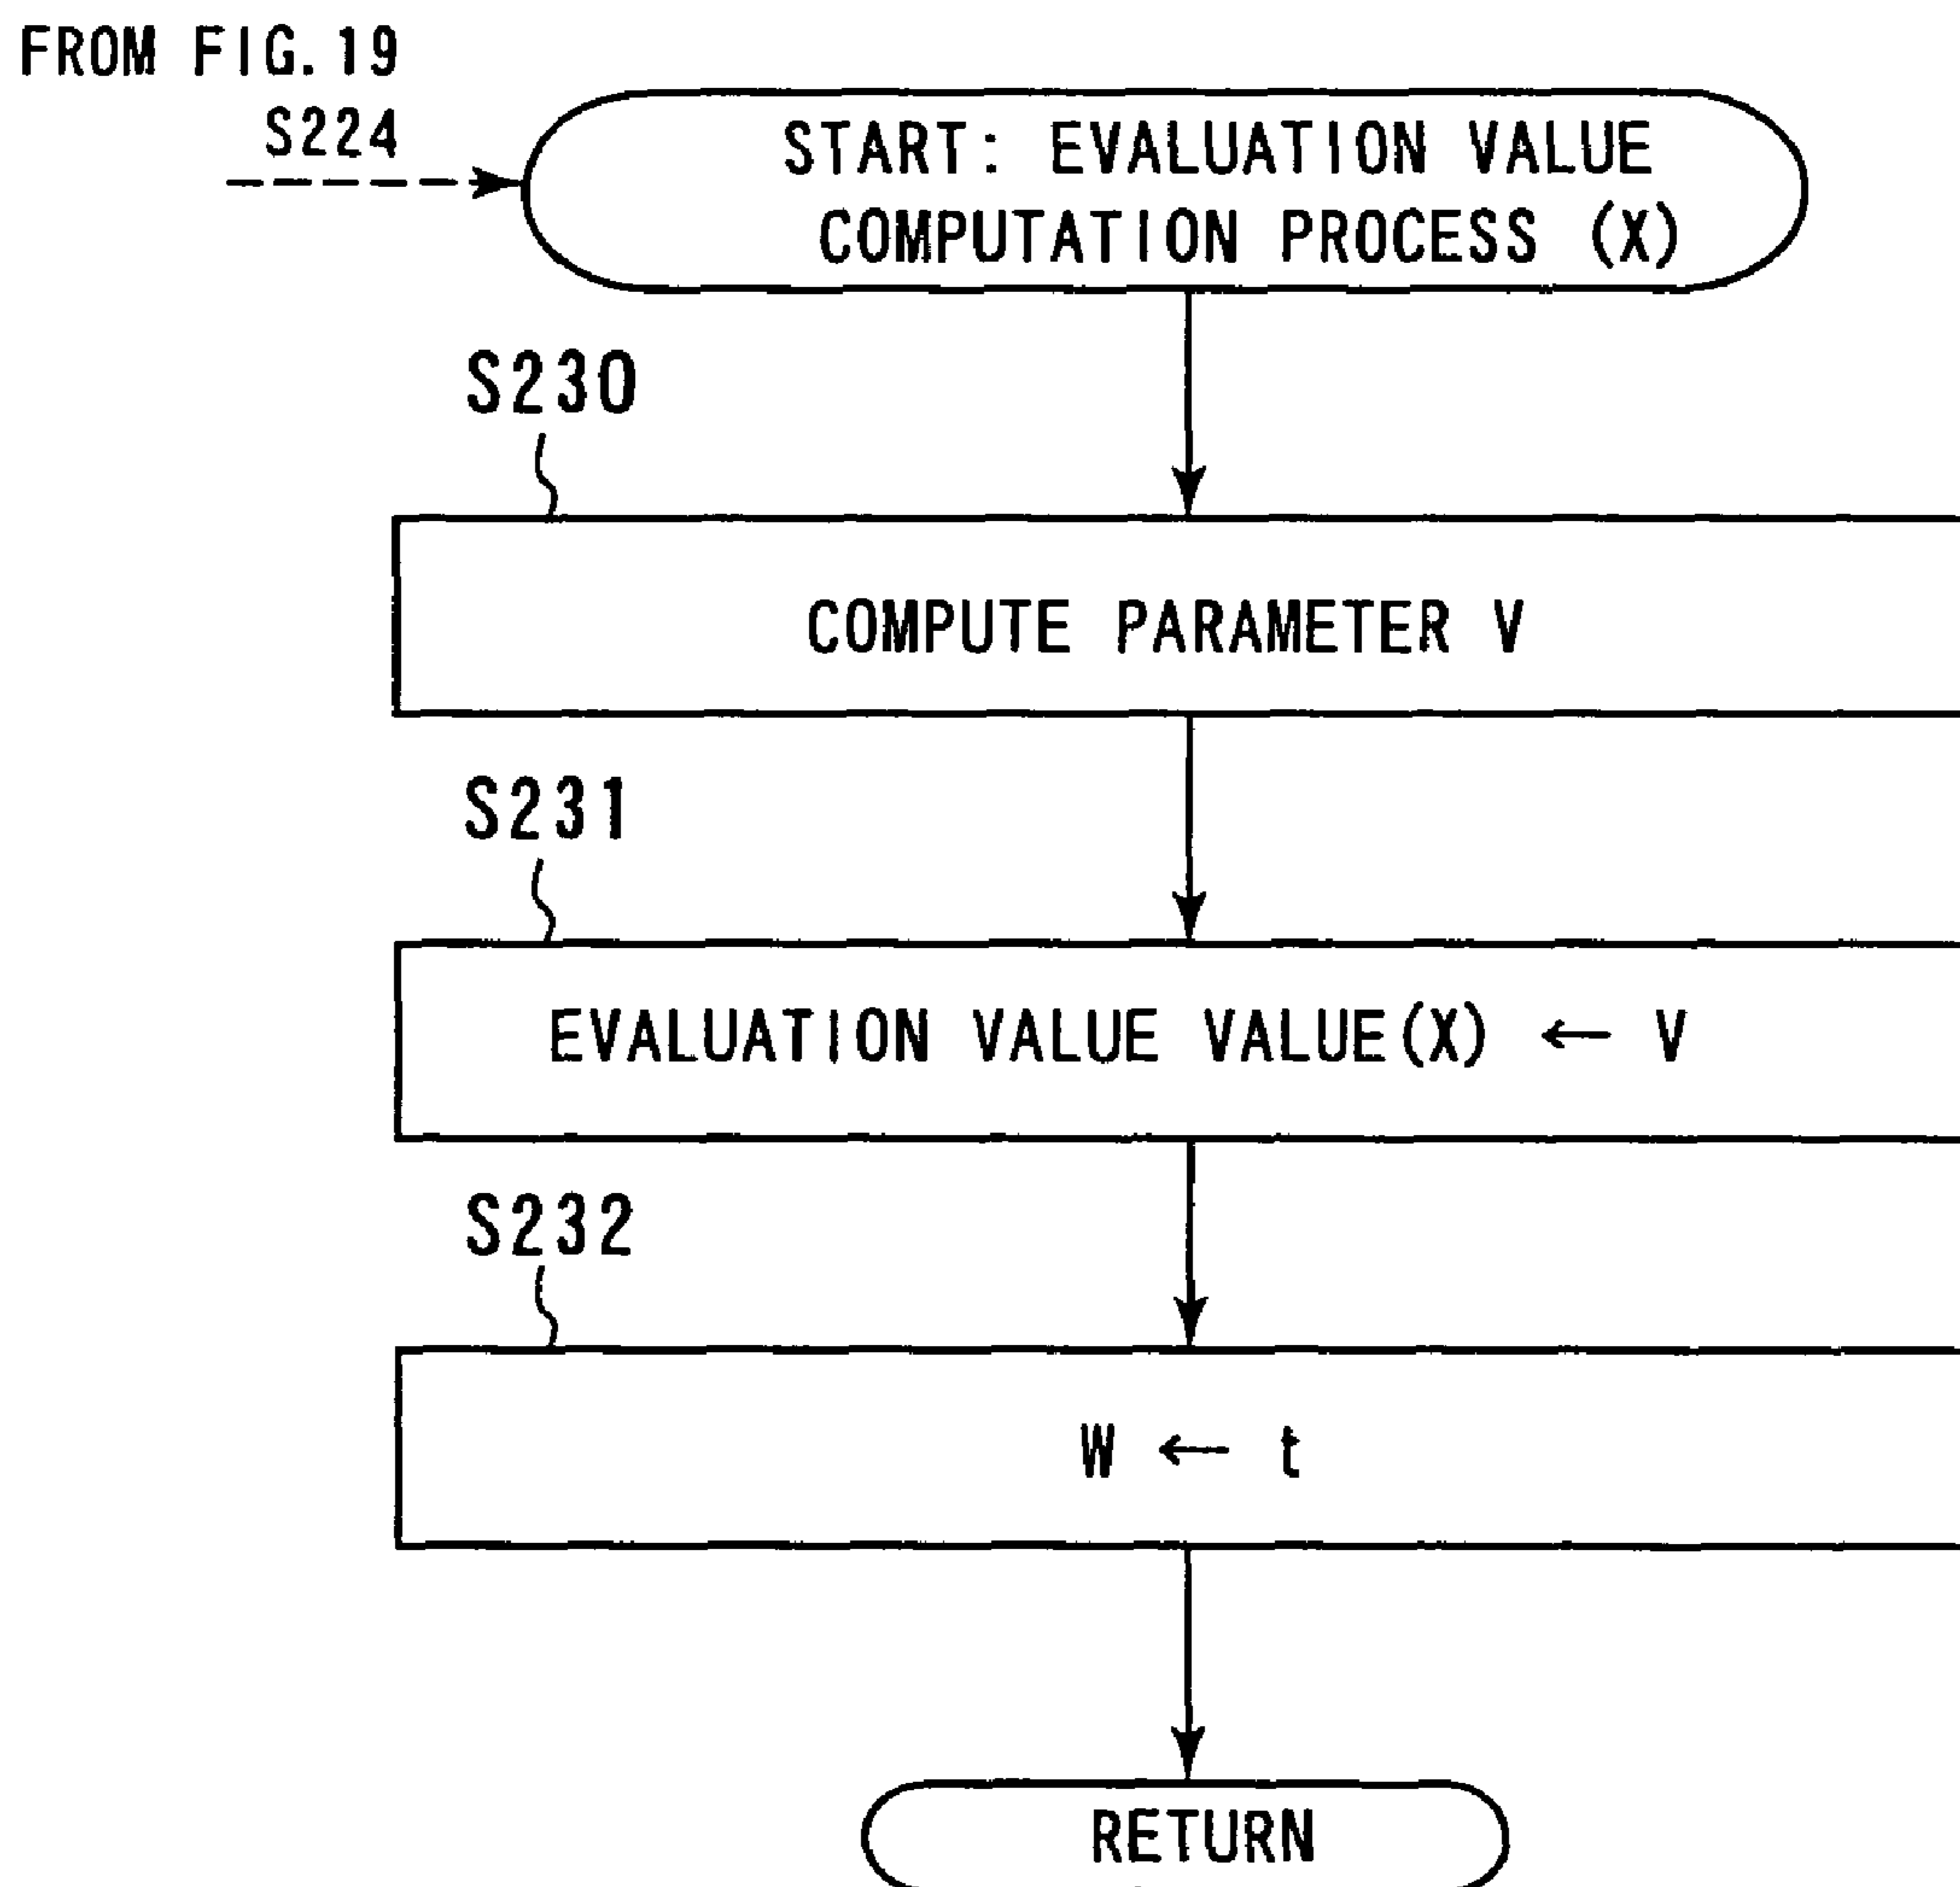 FROM FIG.19
S224
START: EVALUATION VALUE
COMPUTATION PROCESS (X)
S230
COMPUTE PARAMETER V
S231
EVALUATION VALUE VALUE(X) ← V
S232
W ← t
RETURN